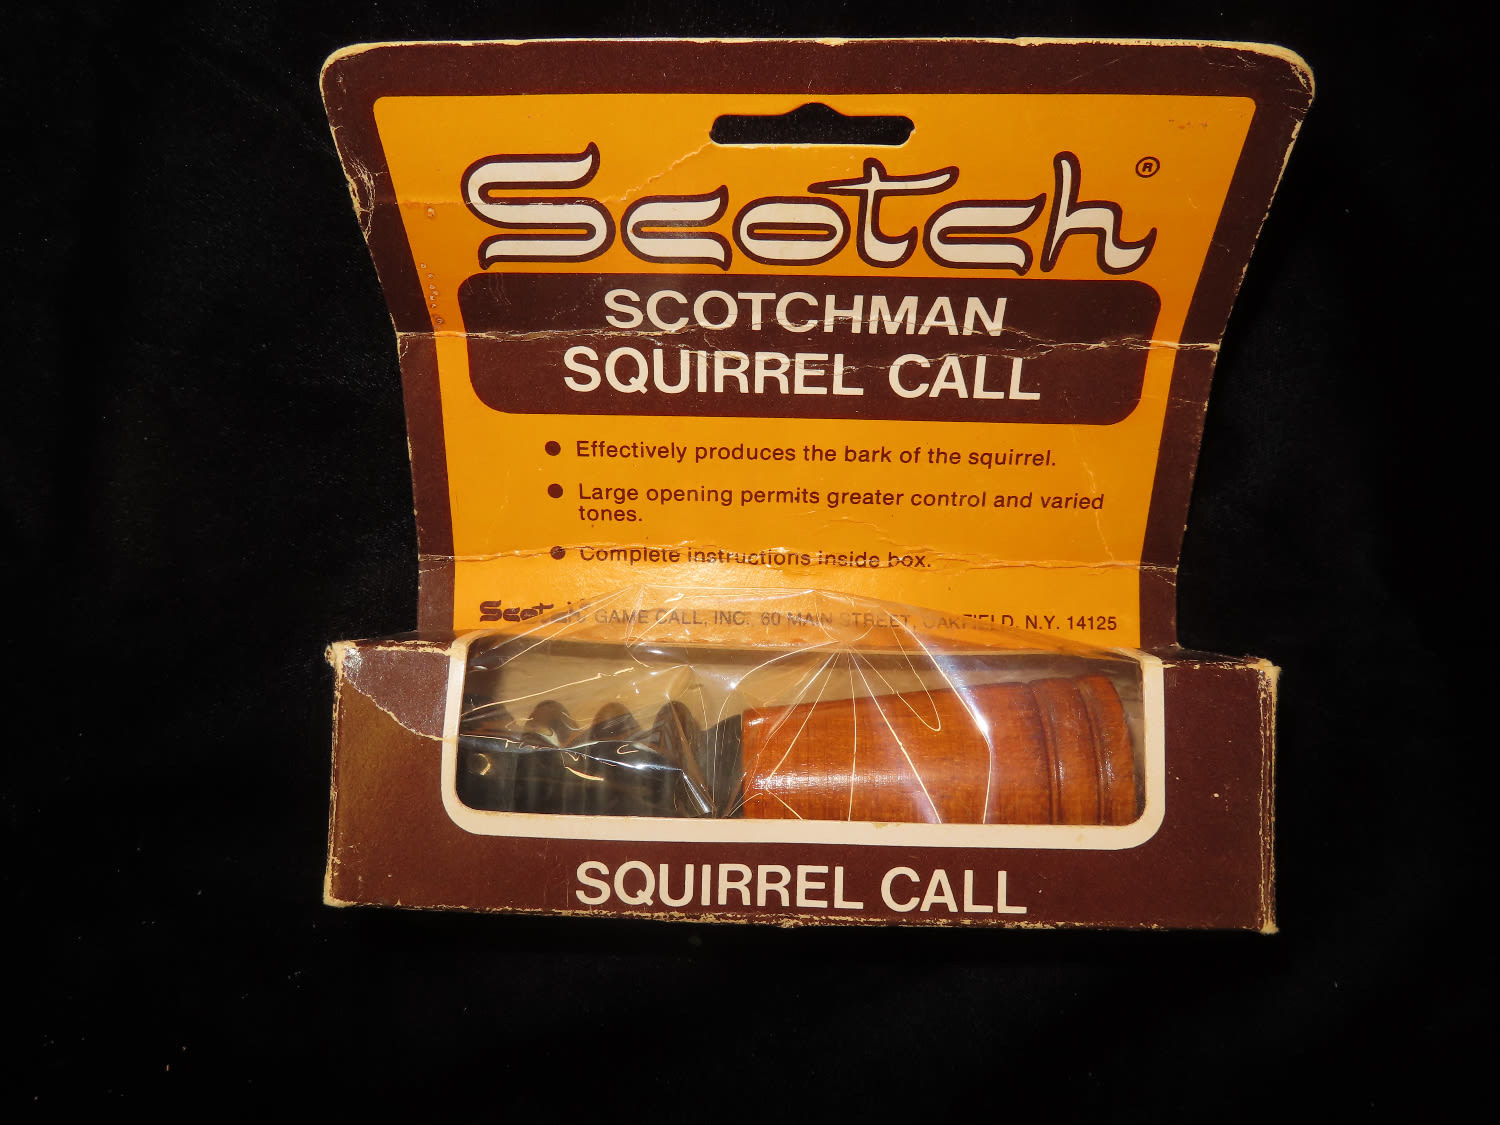 Scotch®
SCOTCHMAN
SQUIRREL CALL
● Effectively produces the bark of the squirrel.
● Large opening permits greater control and varied
tones.
● Complete instructions inside box.
Scotch® GAME CALL, INC. 60 MAIN STREET, OAKFIELD, N.Y. 14125
SQUIRREL CALL